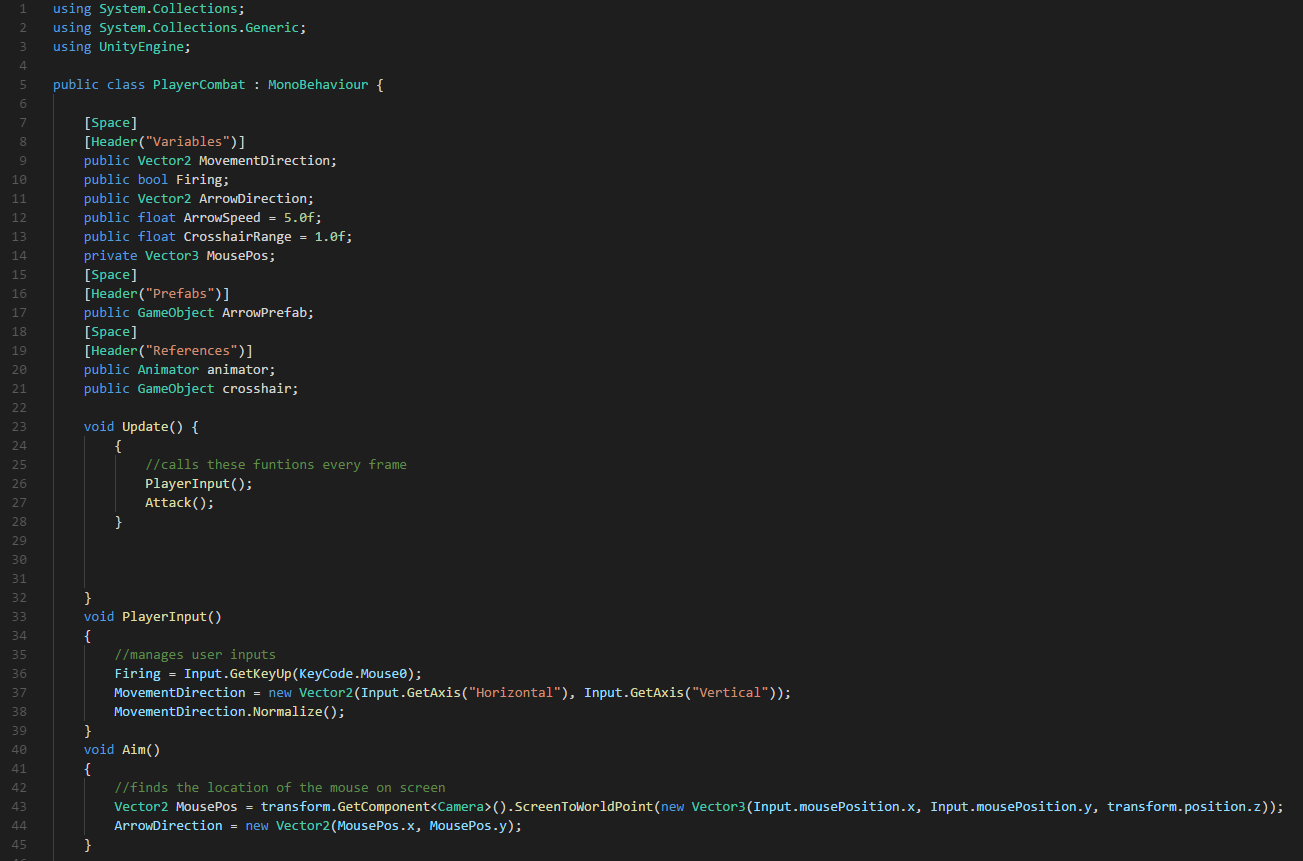 1 using System.Collections;
2 using System.Collections.Generic;
3 using UnityEngine;
4
5 public class PlayerCombat : MonoBehaviour {
6
7 [Space]
8 [Header("Variables")]
9 public Vector2 MovementDirection;
10 public bool Firing;
11 public Vector2 ArrowDirection;
12 public float ArrowSpeed = 5.0f;
13 public float CrosshairRange = 1.0f;
14 private Vector3 MousePos;
15 [Space]
16 [Header("Prefabs")]
17 public GameObject ArrowPrefab;
18 [Space]
19 [Header("References")]
20 public Animator animator;
21 public GameObject crosshair;
22
23 void Update() {
24 {
25 //calls these funtions every frame
26 PlayerInput();
27 Attack();
28 }
29
30
31
32 }
33 void PlayerInput()
34 {
35 //manages user inputs
36 Firing = Input.GetKeyUp(KeyCode.Mouse0);
37 MovementDirection = new Vector2(Input.GetAxis("Horizontal"), Input.GetAxis("Vertical"));
38 MovementDirection.Normalize();
39 }
40 void Aim()
41 {
42 //finds the location of the mouse on screen
43 Vector2 MousePos = transform.GetComponent<Camera>().ScreenToWorldPoint(new Vector3(Input.mousePosition.x, Input.mousePosition.y, transform.position.z));
44 ArrowDirection = new Vector2(MousePos.x, MousePos.y);
45 }